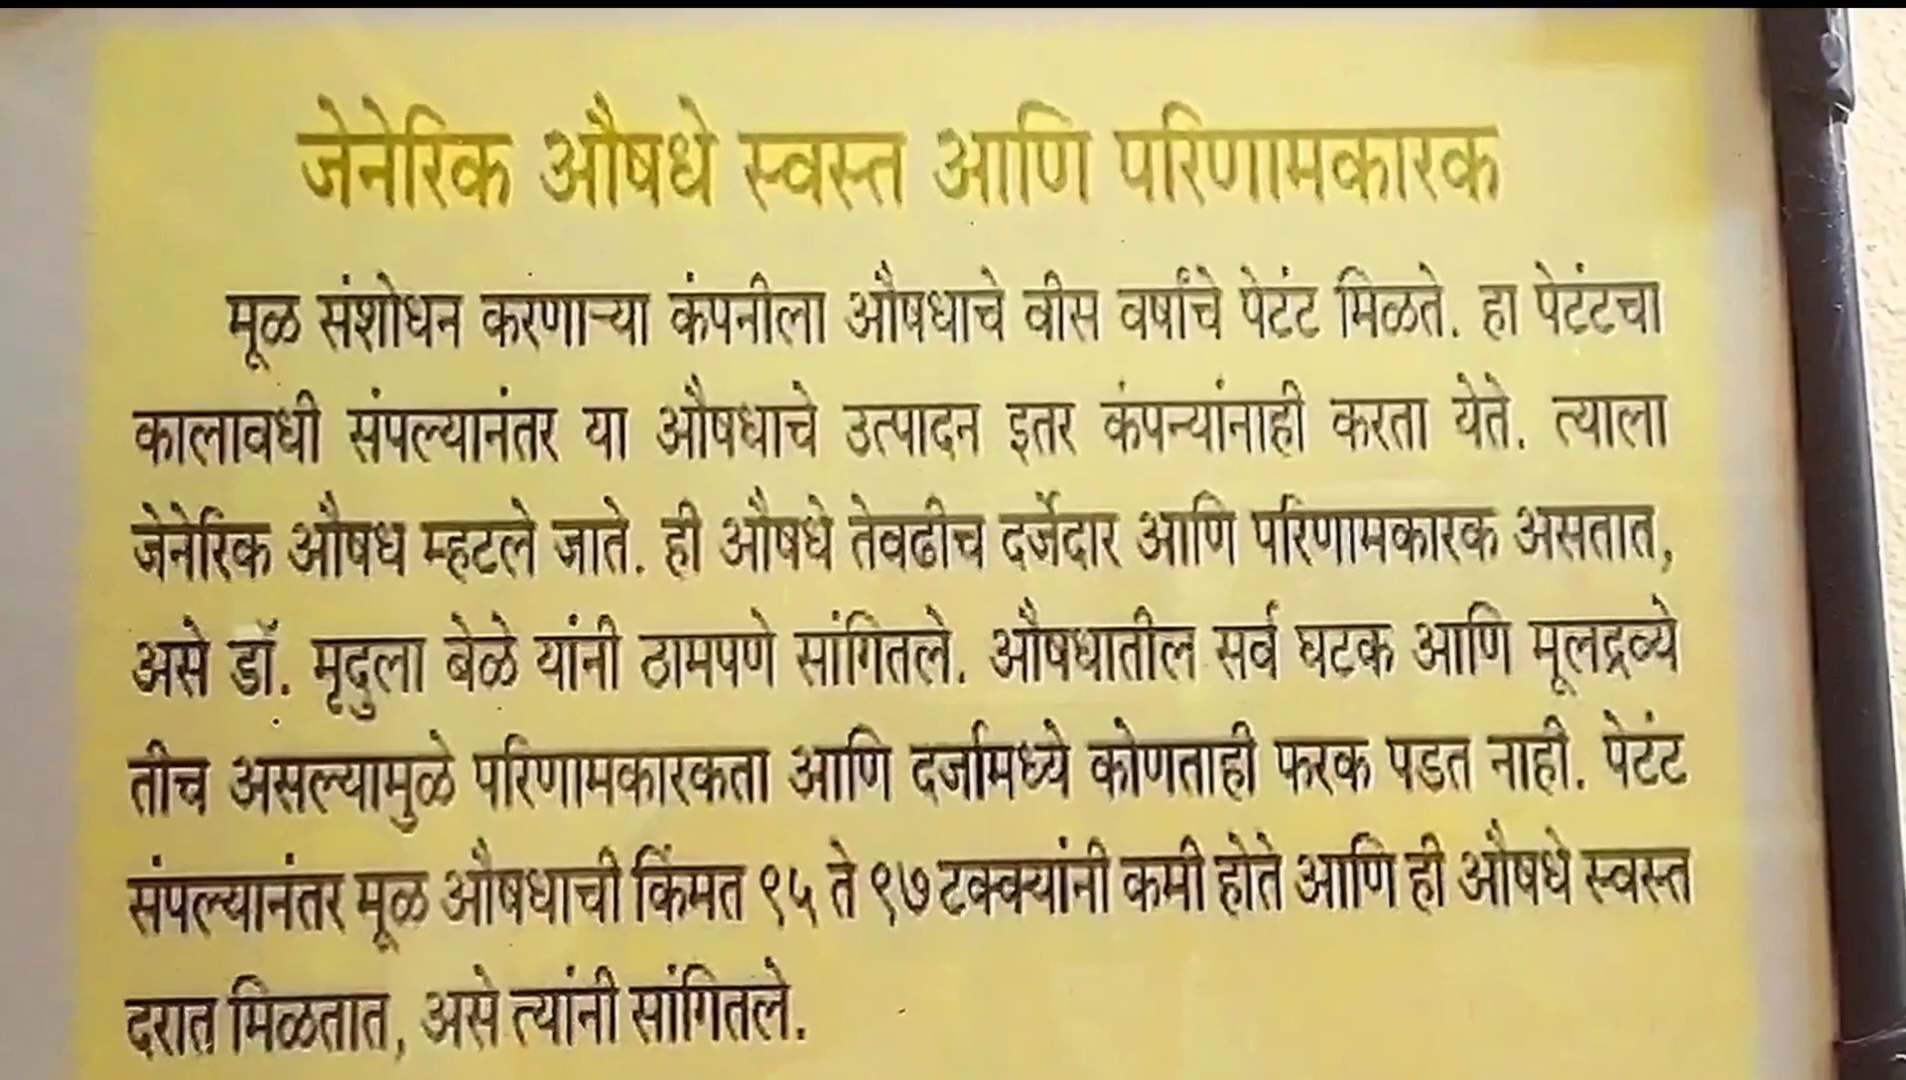 जेनेरिक औषधे स्वस्त आणि परिणामकारक
मूळ संशोधन करणाऱ्या कंपनीला औषधाचे वीस वर्षांचे पेटंट मिळते. हा पेटंटचा
कालावधी संपल्यानंतर या औषधाचे उत्पादन इतर कंपन्यांनाही करता येते. त्याला
जेनेरिक औषध म्हटले जाते. ही औषधे तेवढीच दर्जेदार आणि परिणामकारक असतात,
असे डॉ. मृदुला बेळे यांनी ठामपणे सांगितले. औषधातील सर्व घटक आणि मूलद्रव्ये
तीच असल्यामुळे परिणामकारकता आणि दर्जामध्ये कोणताही फरक पडत नाही. पेटंट
संपल्यानंतर मूळ औषधाची किंमत ९५ ते ९७ टक्क्यांनी कमी होते आणि ही औषधे स्वस्त
दरात मिळतात, असे त्यांनी सांगितले.